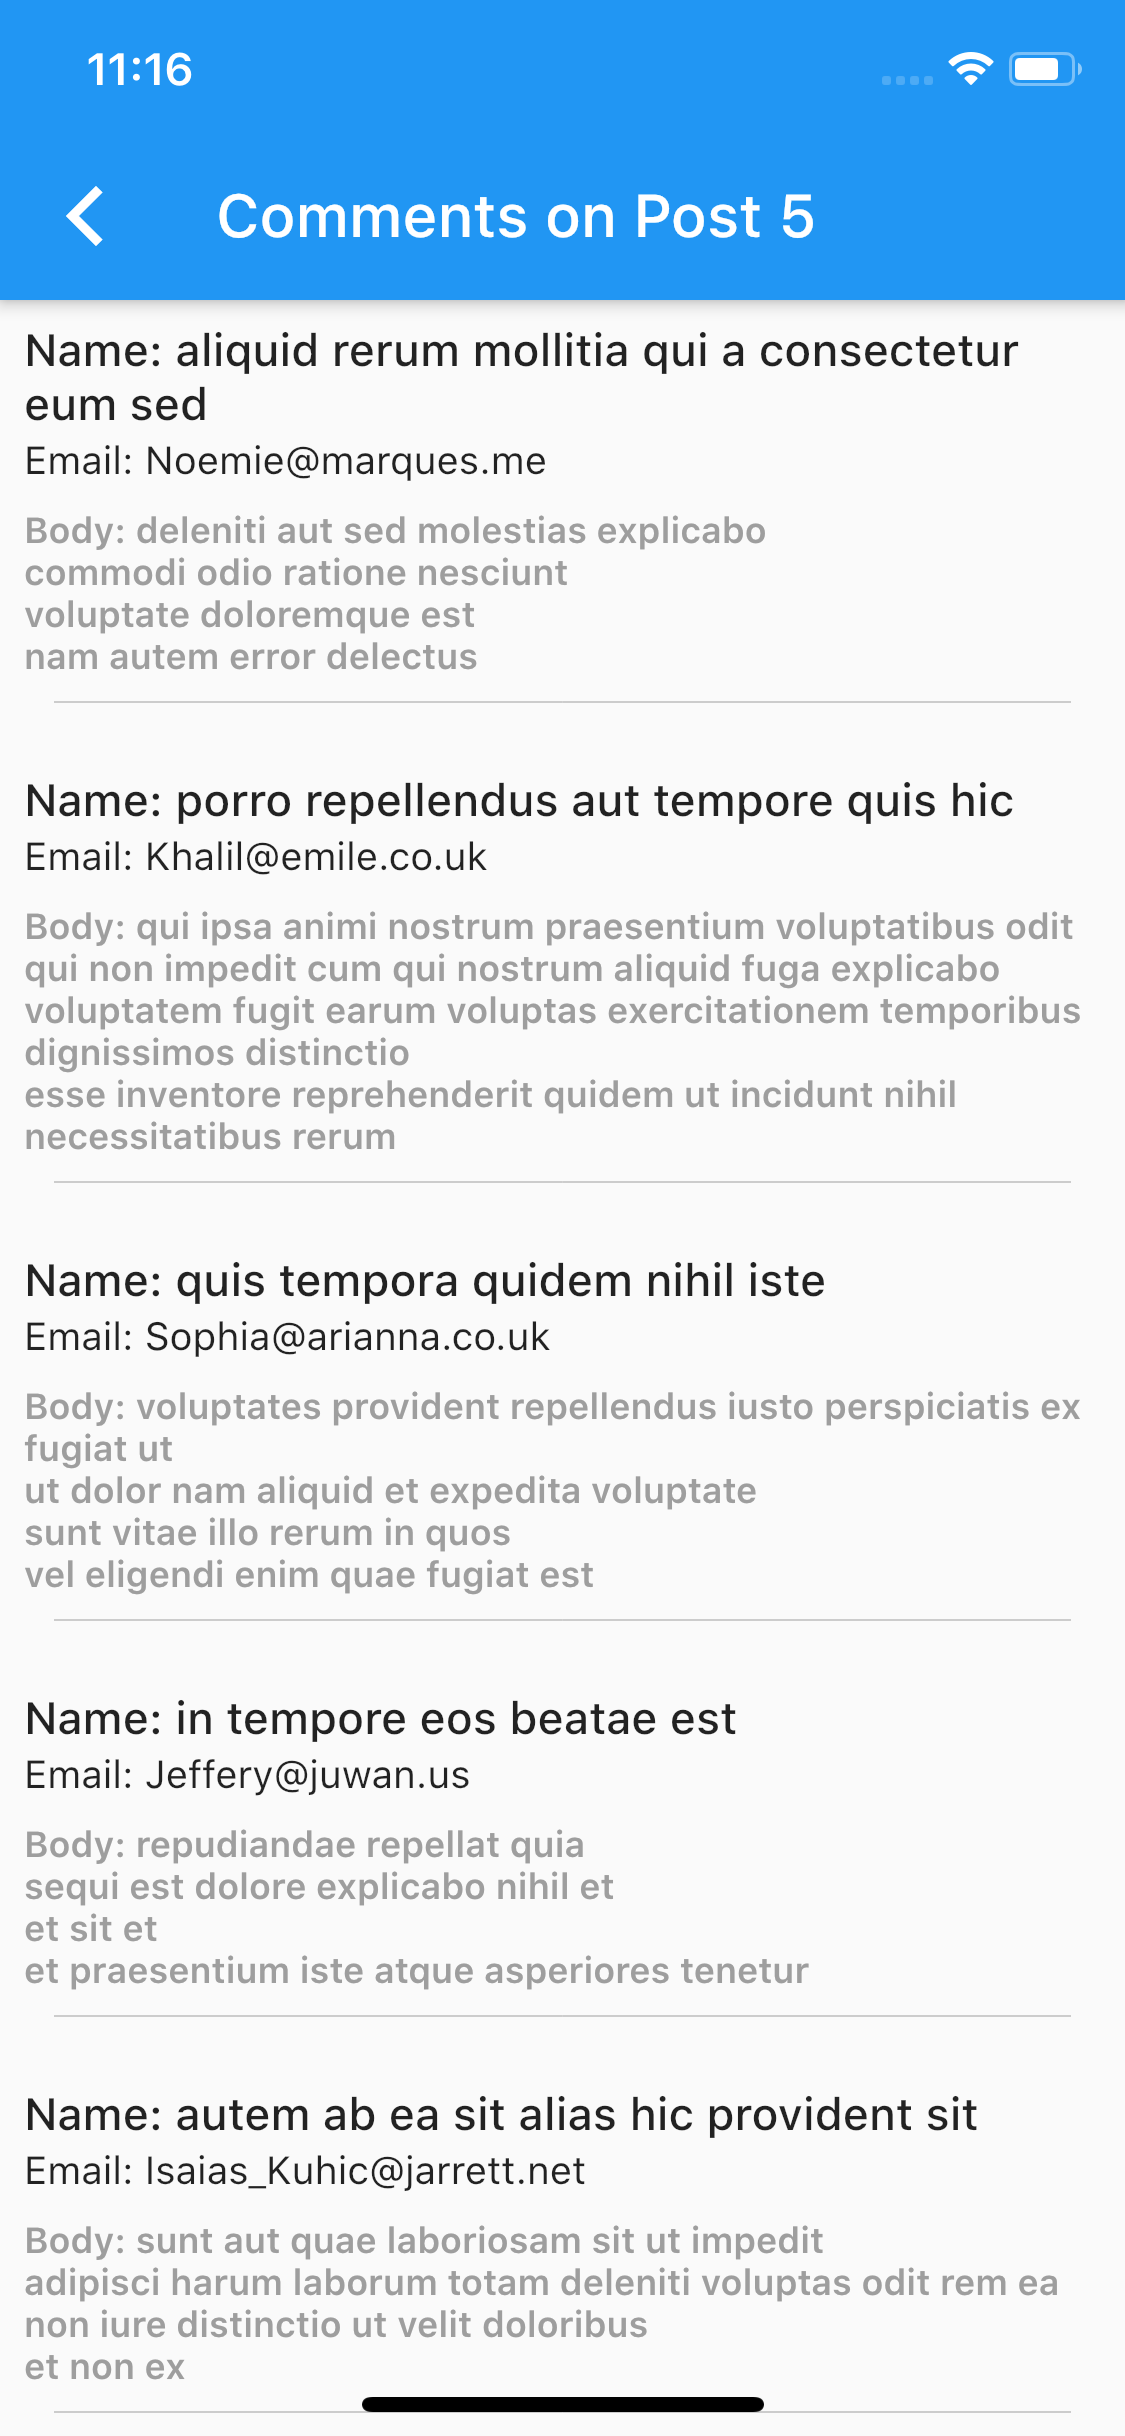 11:16
Comments on Post 5
Name: aliquid rerum mollitia qui a consectetur
eum sed
Email: Noemie@marques.me
Body: deleniti aut sed molestias explicabo
commodi odio ratione nesciunt
voluptate doloremque est
nam autem error delectus
Name: porro repellendus aut tempore quis hic
Email: Khalil@emile.co.uk
Body: qui ipsa animi nostrum praesentium voluptatibus odit
qui non impedit cum qui nostrum aliquid fuga explicabo
voluptatem fugit earum voluptas exercitationem temporibus
dignissimos distinctio
esse inventore reprehenderit quidem ut incidunt nihil
necessitatibus rerum
Name: quis tempora quidem nihil iste
Email: Sophia@arianna.co.uk
Body: voluptates provident repellendus iusto perspiciatis ex
fugiat ut
ut dolor nam aliquid et expedita voluptate
sunt vitae illo rerum in quos
vel eligendi enim quae fugiat est
Name: in tempore eos beatae est
Email: Jeffery@juwan.us
Body: repudiandae repellat quia
sequi est dolore explicabo nihil et
et sit et
et praesentium iste atque asperiores tenetur
Name: autem ab ea sit alias hic provident sit
Email: Isaias_Kuhic@jarrett.net
Body: sunt aut quae laboriosam sit ut impedit
adipisci harum laborum totam deleniti voluptas odit rem ea
non iure distinctio ut velit doloribus
et non ex